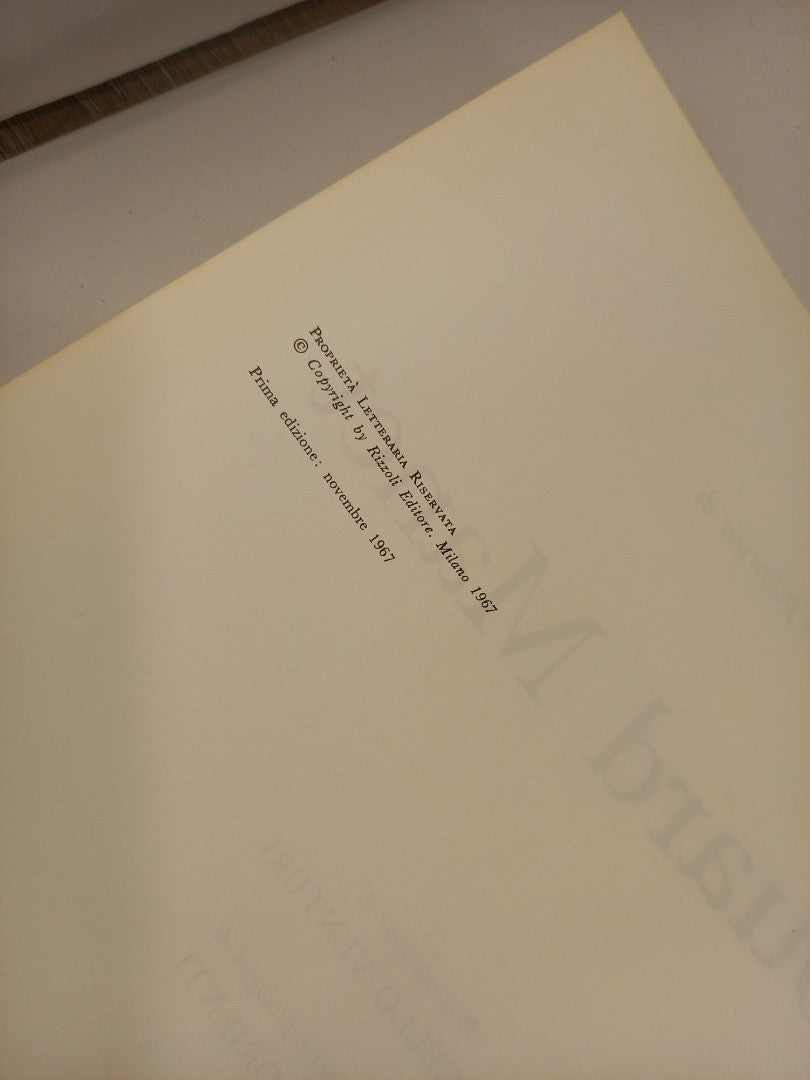 PROPRIETÀ LETTERARIA RISERVATA
© Copyright by Rizzoli Editore. Milano 1967
Prima edizione: novembre 1967